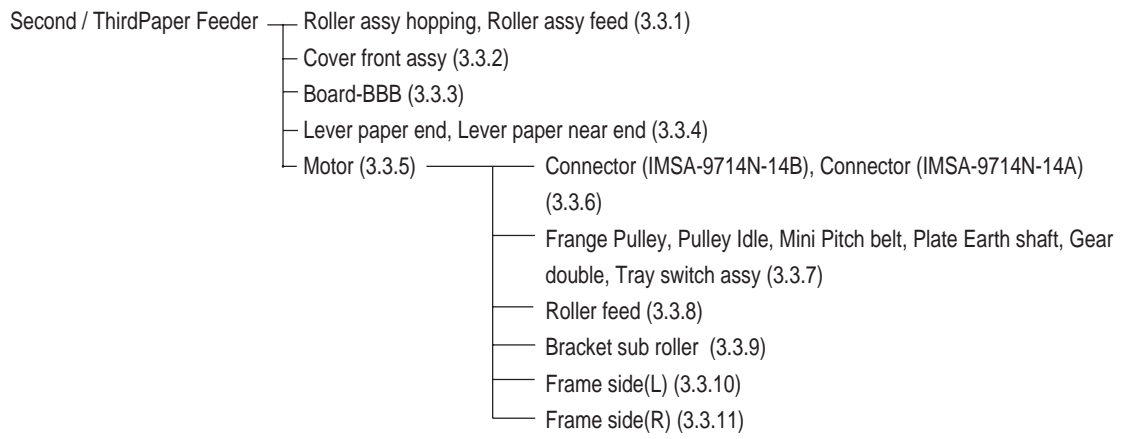 Second / ThirdPaper Feeder
Roller assy hopping, Roller assy feed (3.3.1)
Cover front assy (3.3.2)
Board-BBB (3.3.3)
Lever paper end, Lever paper near end (3.3.4)
Motor (3.3.5)
Connector (IMSA-9714N-14B), Connector (IMSA-9714N-14A)
(3.3.6)
Frange Pulley, Pulley Idle, Mini Pitch belt, Plate Earth shaft, Gear
double, Tray switch assy (3.3.7)
Roller feed (3.3.8)
Bracket sub roller (3.3.9)
Frame side(L) (3.3.10)
Frame side(R) (3.3.11)